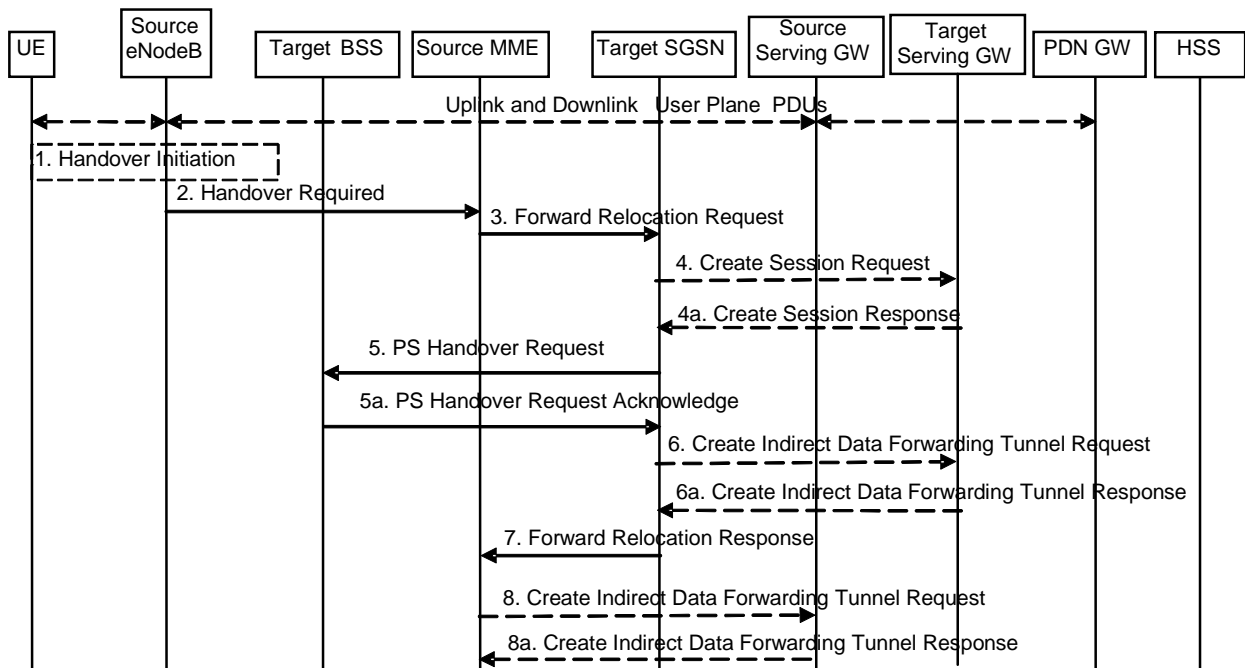 UE
Source
eNodeB
Target BSS
Source MME
Target SGSN
Source
Serving GW
Target
Serving GW
PDN GW
HSS
Uplink and Downlink User Plane PDUs
1. Handover Initiation
2. Handover Required
3. Forward Relocation Request
4. Create Session Request
4a. Create Session Response
5. PS Handover Request
5a. PS Handover Request Acknowledge
6. Create Indirect Data Forwarding Tunnel Request
6a. Create Indirect Data Forwarding Tunnel Response
7. Forward Relocation Response
8. Create Indirect Data Forwarding Tunnel Request
8a. Create Indirect Data Forwarding Tunnel Response